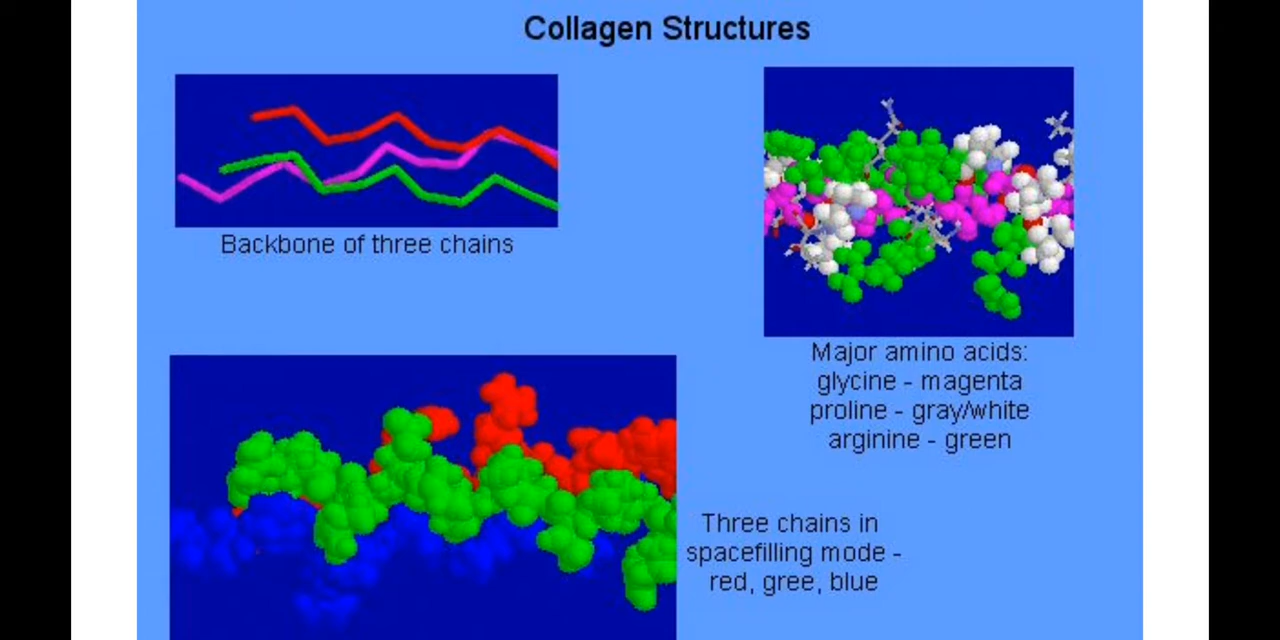 Collagen Structures
Backbone of three chains
Major amino acids:
glycine - magenta
proline - gray/white
arginine - green
Three chains in
spacefilling mode -
red, gree, blue